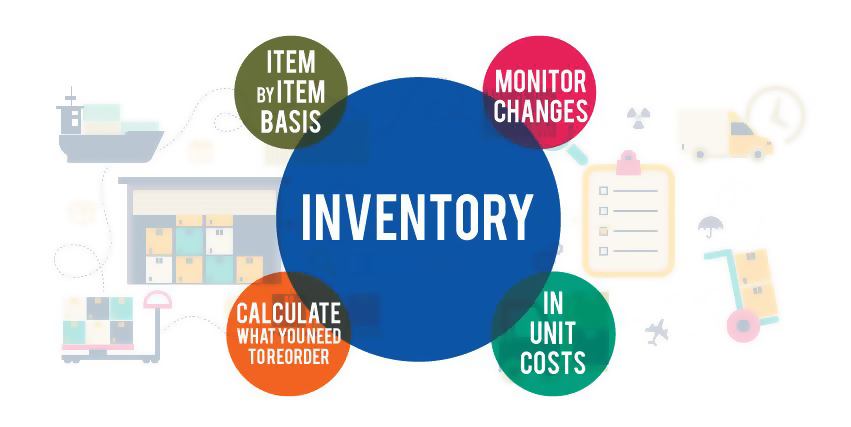 ITEM
BY ITEM
BASIS
MONITOR
CHANGES
INVENTORY
CALCULATE
WHAT YOU NEED
TO REORDER
IN
UNIT
COSTS